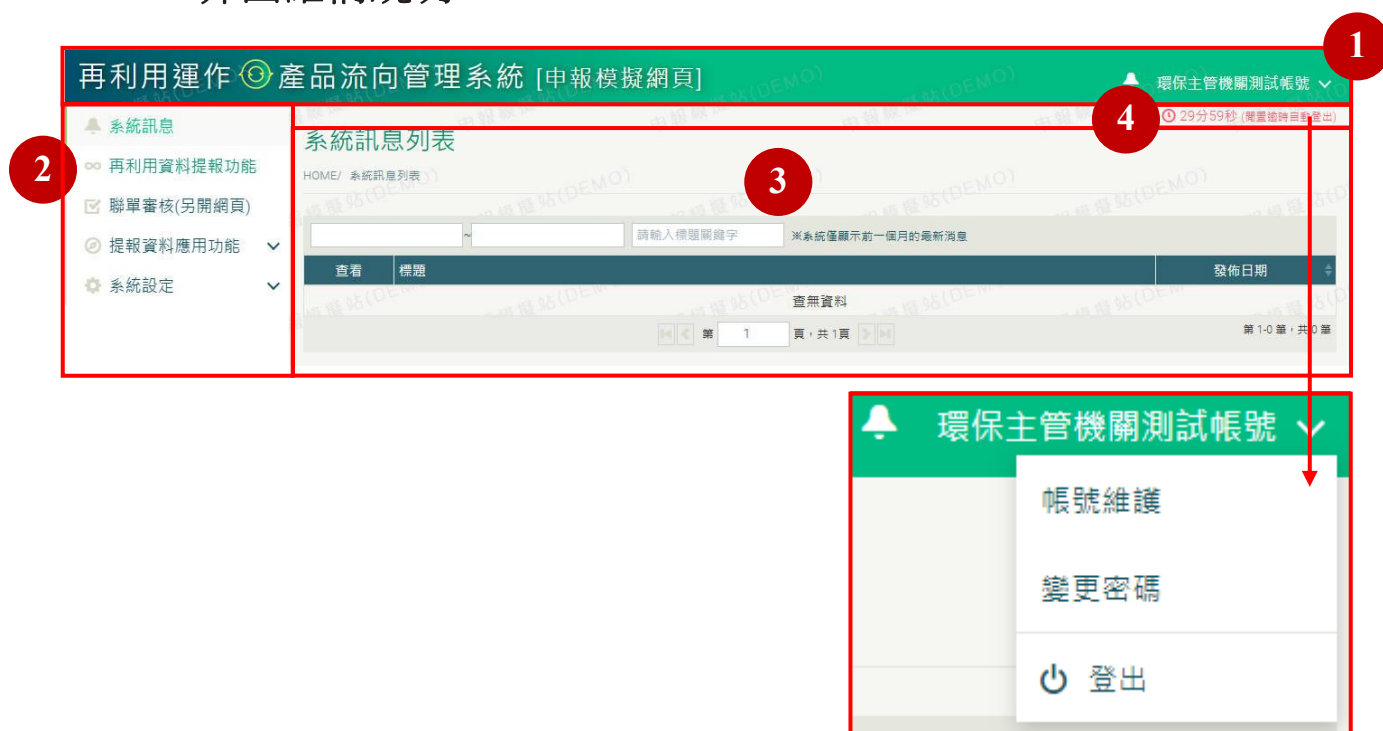 1
再利用運作 產品流向管理系統 [申報模擬網頁]
環保主管機關測試帳號
4
29分59秒 (閒置逾時自動登出)
2
系統訊息
再利用資料提報功能
聯單審核(另開網頁)
提報資料應用功能
系統設定
系統訊息列表
HOME/ 系統訊息列表
3
~
請輸入標題關鍵字
※系統僅顯示前一個月的最新消息
查看 標題 發佈日期
查無資料
第 1 頁，共 1頁
第 1-0 筆，共 0 筆
環保主管機關測試帳號
帳號維護
變更密碼
登出